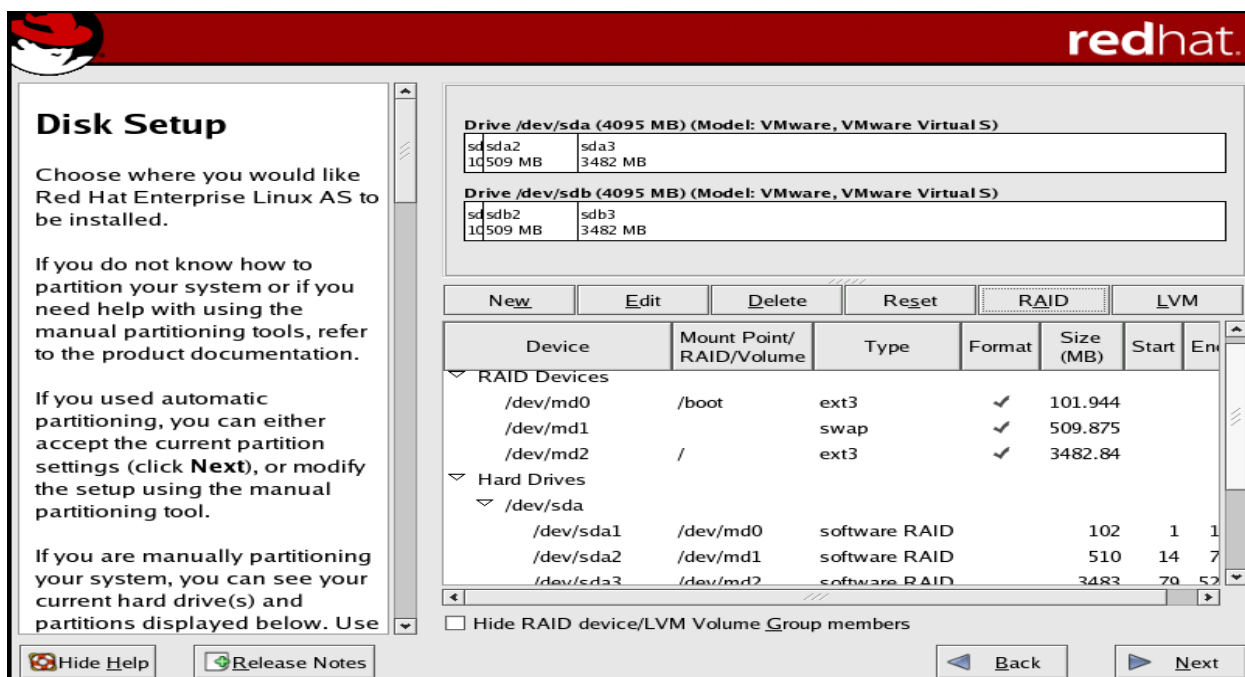 redhat.
Disk Setup
Choose where you would like
Red Hat Enterprise Linux AS to
be installed.
If you do not know how to
partition your system or if you
need help with using the
manual partitioning tools, refer
to the product documentation.
If you used automatic
partitioning, you can either
accept the current partition
settings (click Next), or modify
the setup using the manual
partitioning tool.
If you are manually partitioning
your system, you can see your
current hard drive(s) and
partitions displayed below. Use
Drive /dev/sda (4095 MB) (Model: VMware, VMware Virtual S)
sda2 sda3
509 MB 3482 MB
Drive /dev/sdb (4095 MB) (Model: VMware, VMware Virtual S)
sdb2 sdb3
509 MB 3482 MB
New Edit Delete Reset RAID LVM
Device Mount Point/ RAID/Volume Type Format Size (MB) Start
RAID Devices
/dev/md0 /boot ext3 101.944
/dev/md1 swap 509.875
/dev/md2 / ext3 3482.84
Hard Drives
/dev/sda
/dev/sda1 /dev/md0 software RAID 102 1
/dev/sda2 /dev/md1 software RAID 510 14
/dev/sda3 /dev/md2 software RAID 3483 79
Hide RAID device/LVM Volume Group members
Hide Help Release Notes Back Next